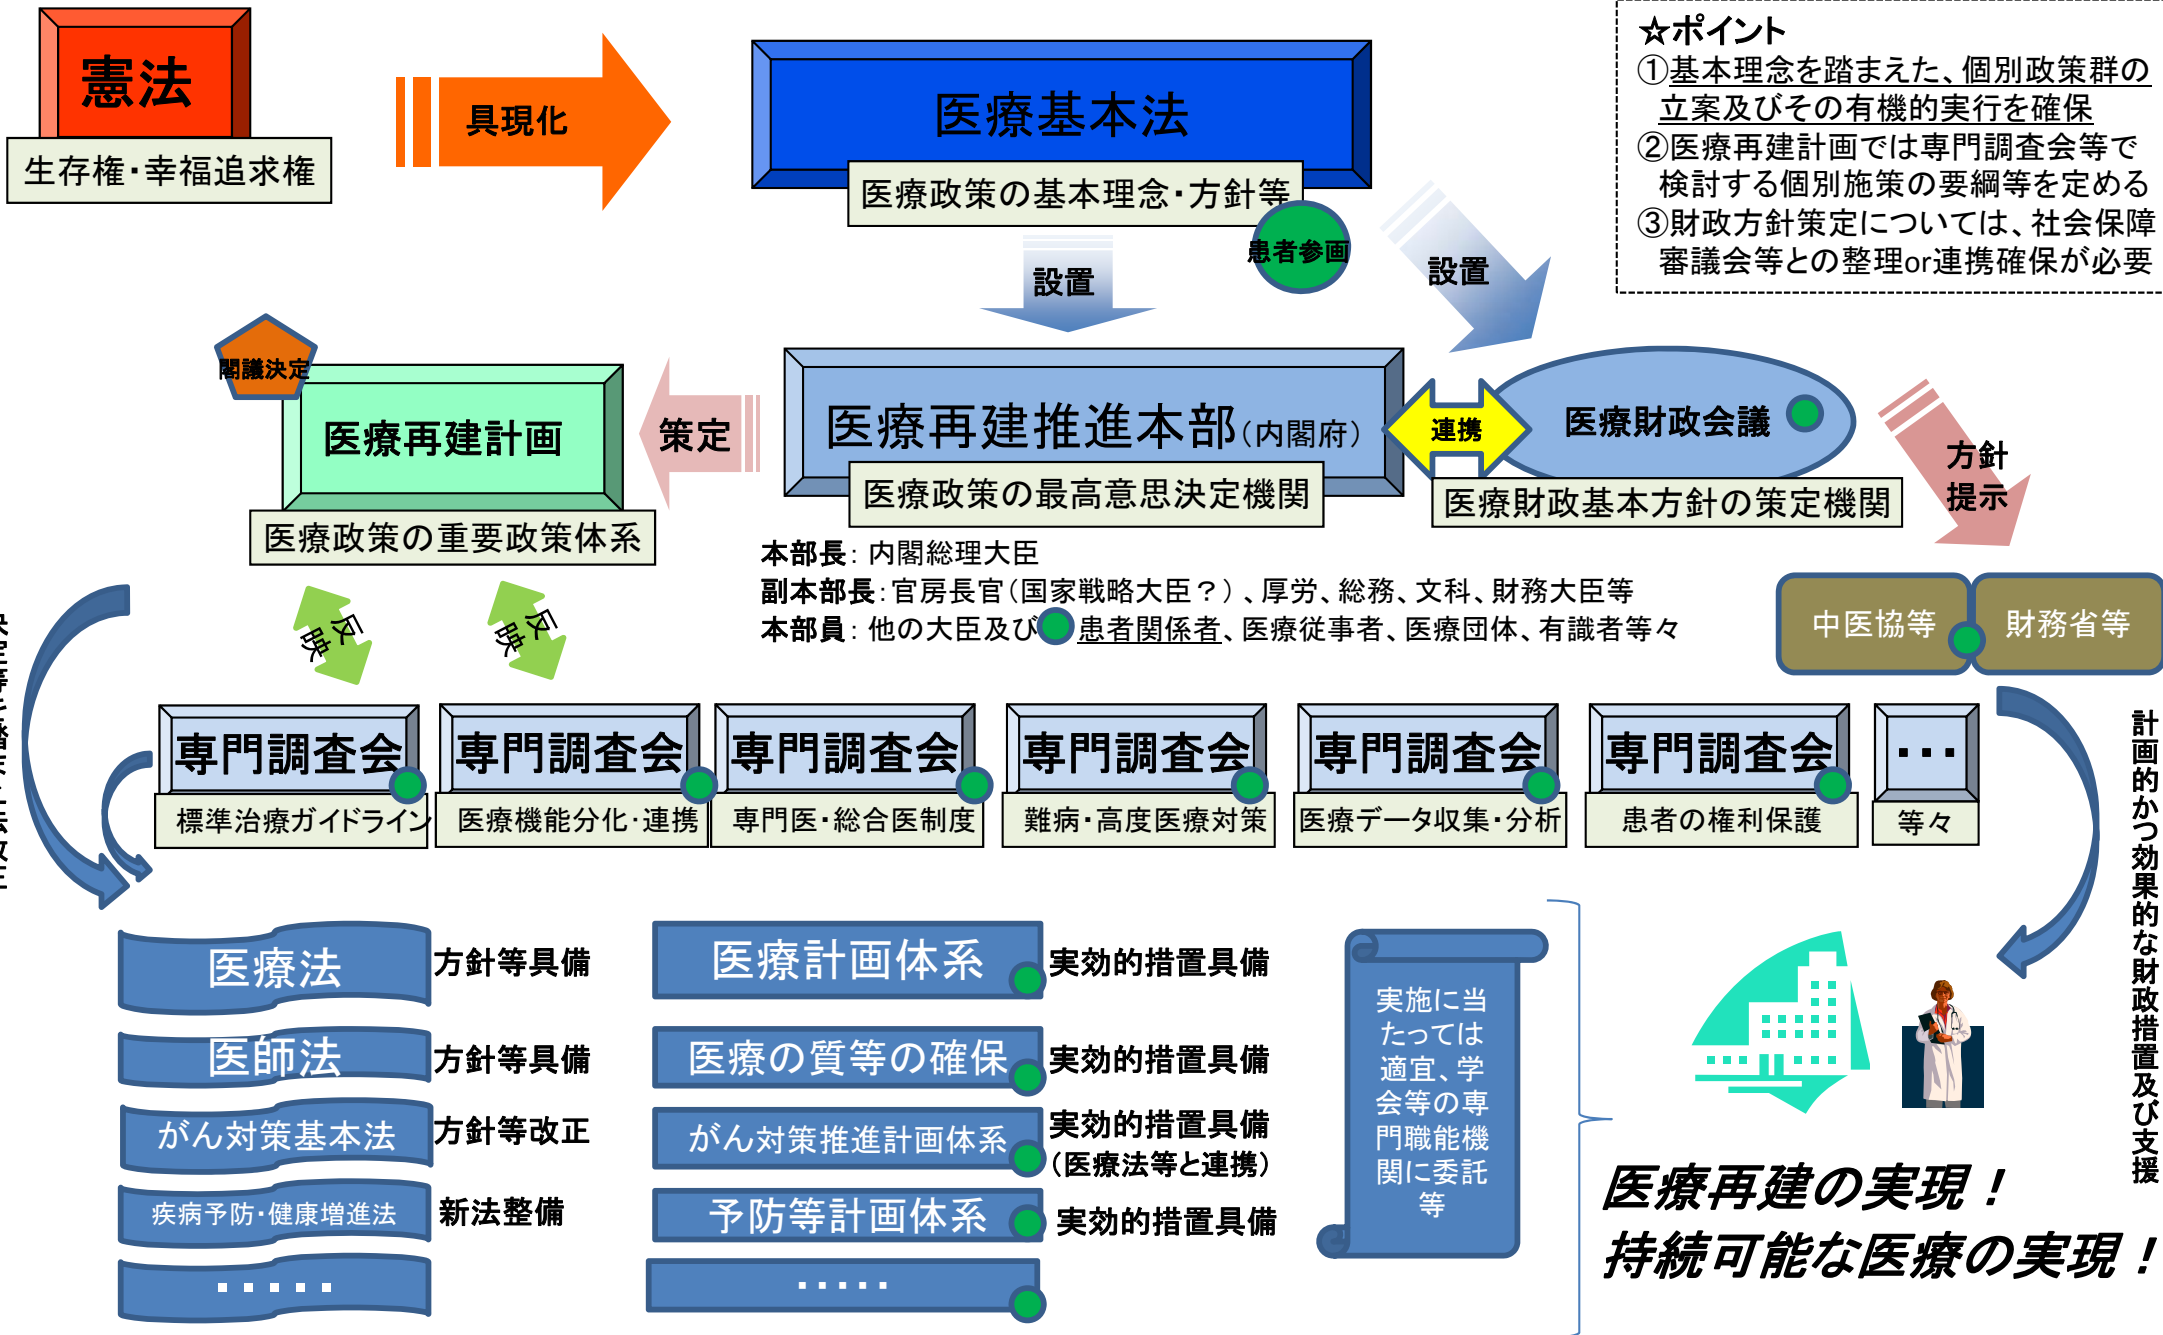 憲法
生存権・幸福追求権
具現化
医療基本法
医療政策の基本理念・方針等
患者参画
☆ポイント
①基本理念を踏まえた、個別政策群の
立案及びその有機的実行を確保
②医療再建計画では専門調査会等で
検討する個別施策の要綱等を定める
③財政方針策定については、社会保障
審議会等との整理or連携確保が必要
設置
設置
閣議決定
医療再建計画
医療政策の重要政策体系
策定
医療再建推進本部(内閣府)
医療政策の最高意思決定機関
連携
医療財政会議
医療財政基本方針の策定機関
方針
提示
本部長：内閣総理大臣
副本部長：官房長官（国家戦略大臣？）、厚労、総務、文科、財務大臣等
本部員：他の大臣及び患者関係者、医療従事者、医療団体、有識者等々
中医協等
財務省等
反映
反映
専門調査会
標準治療ガイドライン
専門調査会
医療機能分化・連携
専門調査会
専門医・総合医制度
専門調査会
難病・高度医療対策
専門調査会
医療データ収集・分析
専門調査会
患者の権利保護
・・・
等々
計画的かつ効果的な財政措置及び支援
医療法
方針等具備
医師法
方針等具備
がん対策基本法
方針等改正
疾病予防・健康増進法
新法整備
・・・・・
医療計画体系
実効的措置具備
医療の質等の確保
実効的措置具備
がん対策推進計画体系
実効的措置具備
（医療法等と連携）
予防等計画体系
実効的措置具備
・・・・・
実施に当
たっては
適宜、学
会等の専
門職能機
関に委託
等
医療再建の実現！
持続可能な医療の実現！